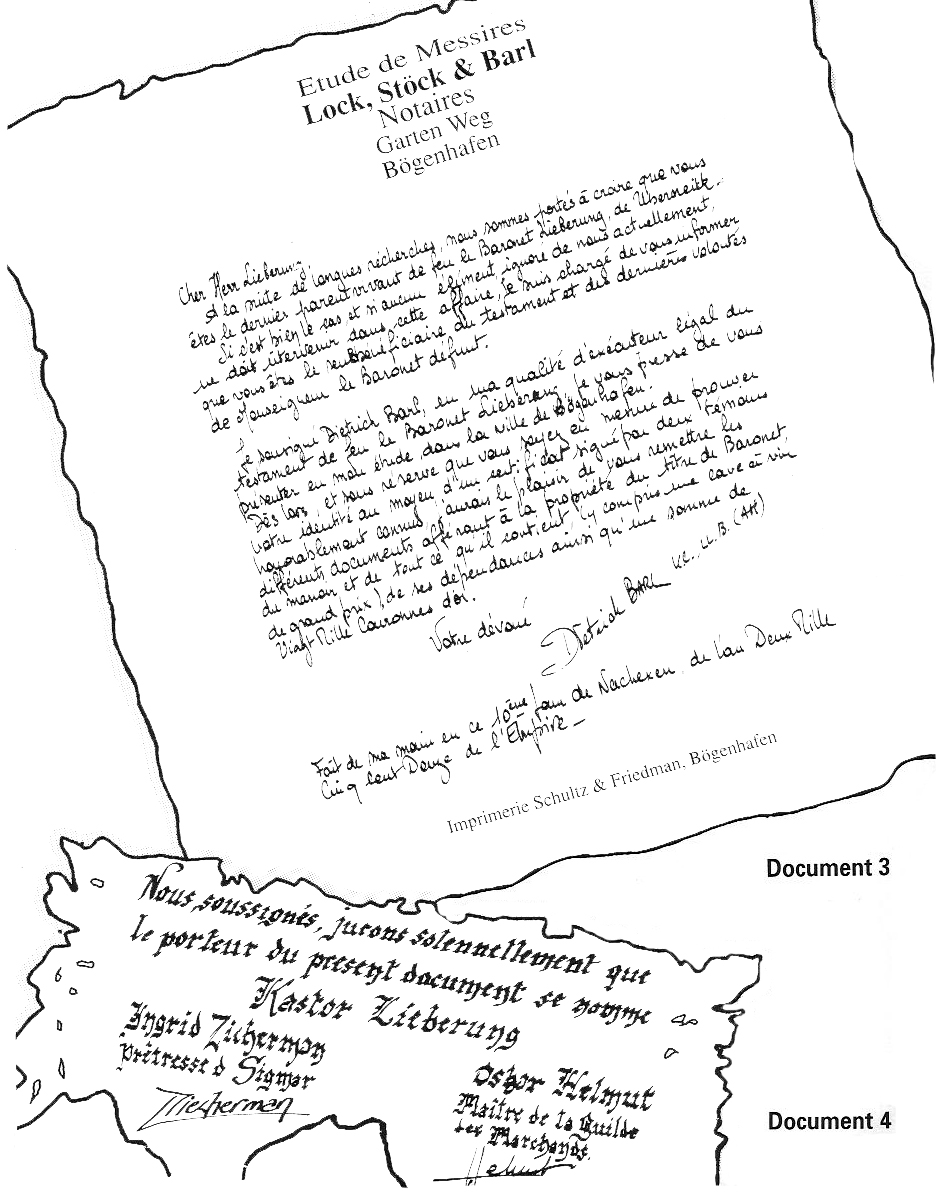 Etude de Messires
Lock, Stöck & Barl
Notaires
Garten Weg
Bögenhafen
Cher Herr Lieberung,
A la suite de longues recherches, nous sommes portés à croire que vous
êtes le dernier parent vivant de feu le Baronet Lieberung, de Ubersreik.
Si c'est bien le cas et si aucun élément ignoré de nous actuellement,
ne doit intervenir dans cette affaire, je suis chargé de vous informer
que vous êtes le seul bénéficiaire du testament et des dernières volontés
de Monseigneur le Baronet défunt.
Je soussigné Dietrich Barl, en ma qualité d'exécuteur légal du
testament de feu le Baronet Lieberung, je vous presse de vous
présenter en mon étude, dans la ville de Bögenhafen.
Dès lors, et sous réserve que vous soyez en mesure de prouver
votre identité au moyen d'un certificat signé par deux témoins
honorablement connus, j'aurais le plaisir de vous remettre les
différents documents afférant à la propriété du titre de Baronet,
du manoir et de tout ce qu'il contient, (y compris une cave à vin
de grand prix) de ses dépendances ainsi qu'une somme de
Vingt Mille Couronnes d'or.
Votre dévoué
Dietrich BARL K.C. LL. B. (AH)
Fait de ma main en ce 10ème jour de Nachexen, de l'an Deux Mille
Cinq Cent Douze de l'Empire –
Imprimerie Schultz & Friedman, Bögenhafen
Document 3
Nous soussignés, jurons solennellement que
le porteur du présent document se nomme
Kastor Lieberung
Ingrid Zicherman
Prêtresse d Sigmar
Zricherman
Oskar Helmut
Maître de la Guilde
des Marchands.
Helmut
Document 4